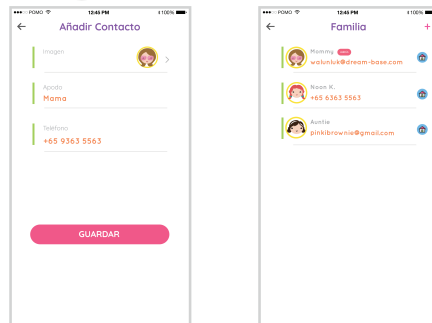 POMO 12:45 PM 100%
Añadir Contacto
Imagen
Apodo
Mama
Teléfono
+65 9363 5563
GUARDAR
POMO 12:45 PM 100%
Familia +
Mommy
walunluk@dream-base.com
Noon K.
+65 6363 5563
Auntie
pinkibrownie@gmail.com